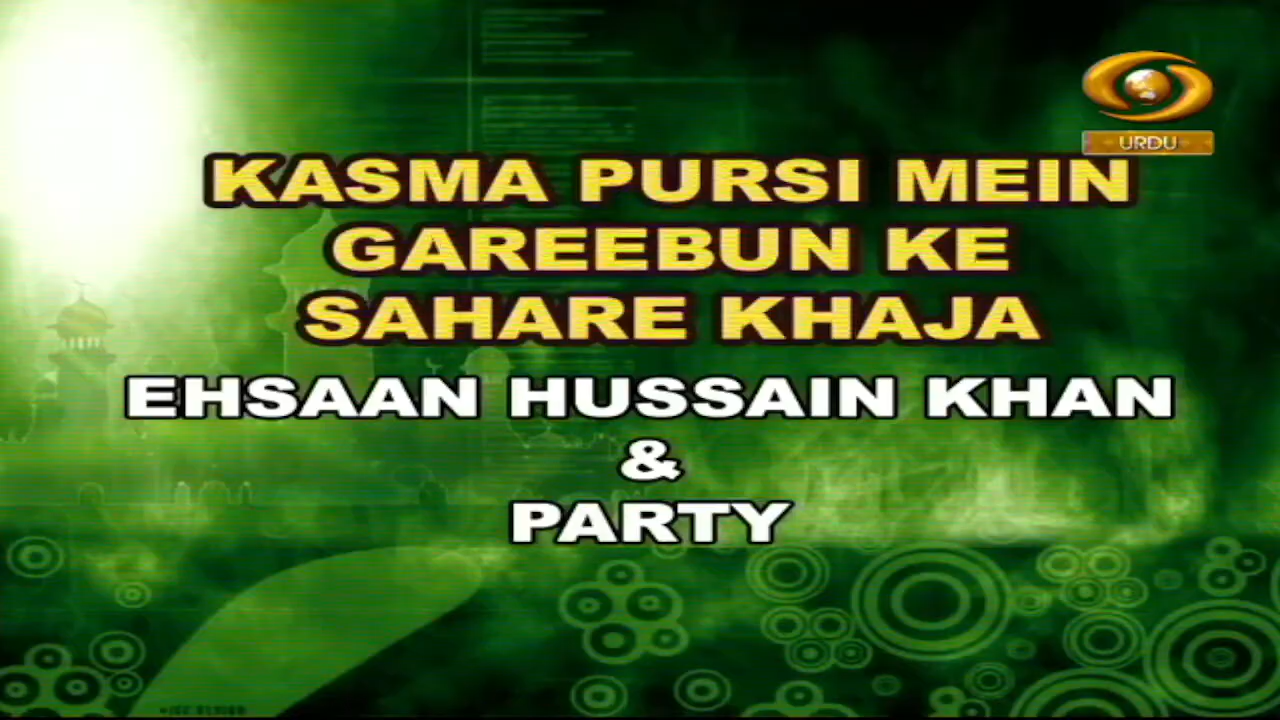 URDU
KASMA PURSI MEIN
GAREEBUN KE
SAHARE KHAJA
EHSAAN HUSSAIN KHAN
&
PARTY